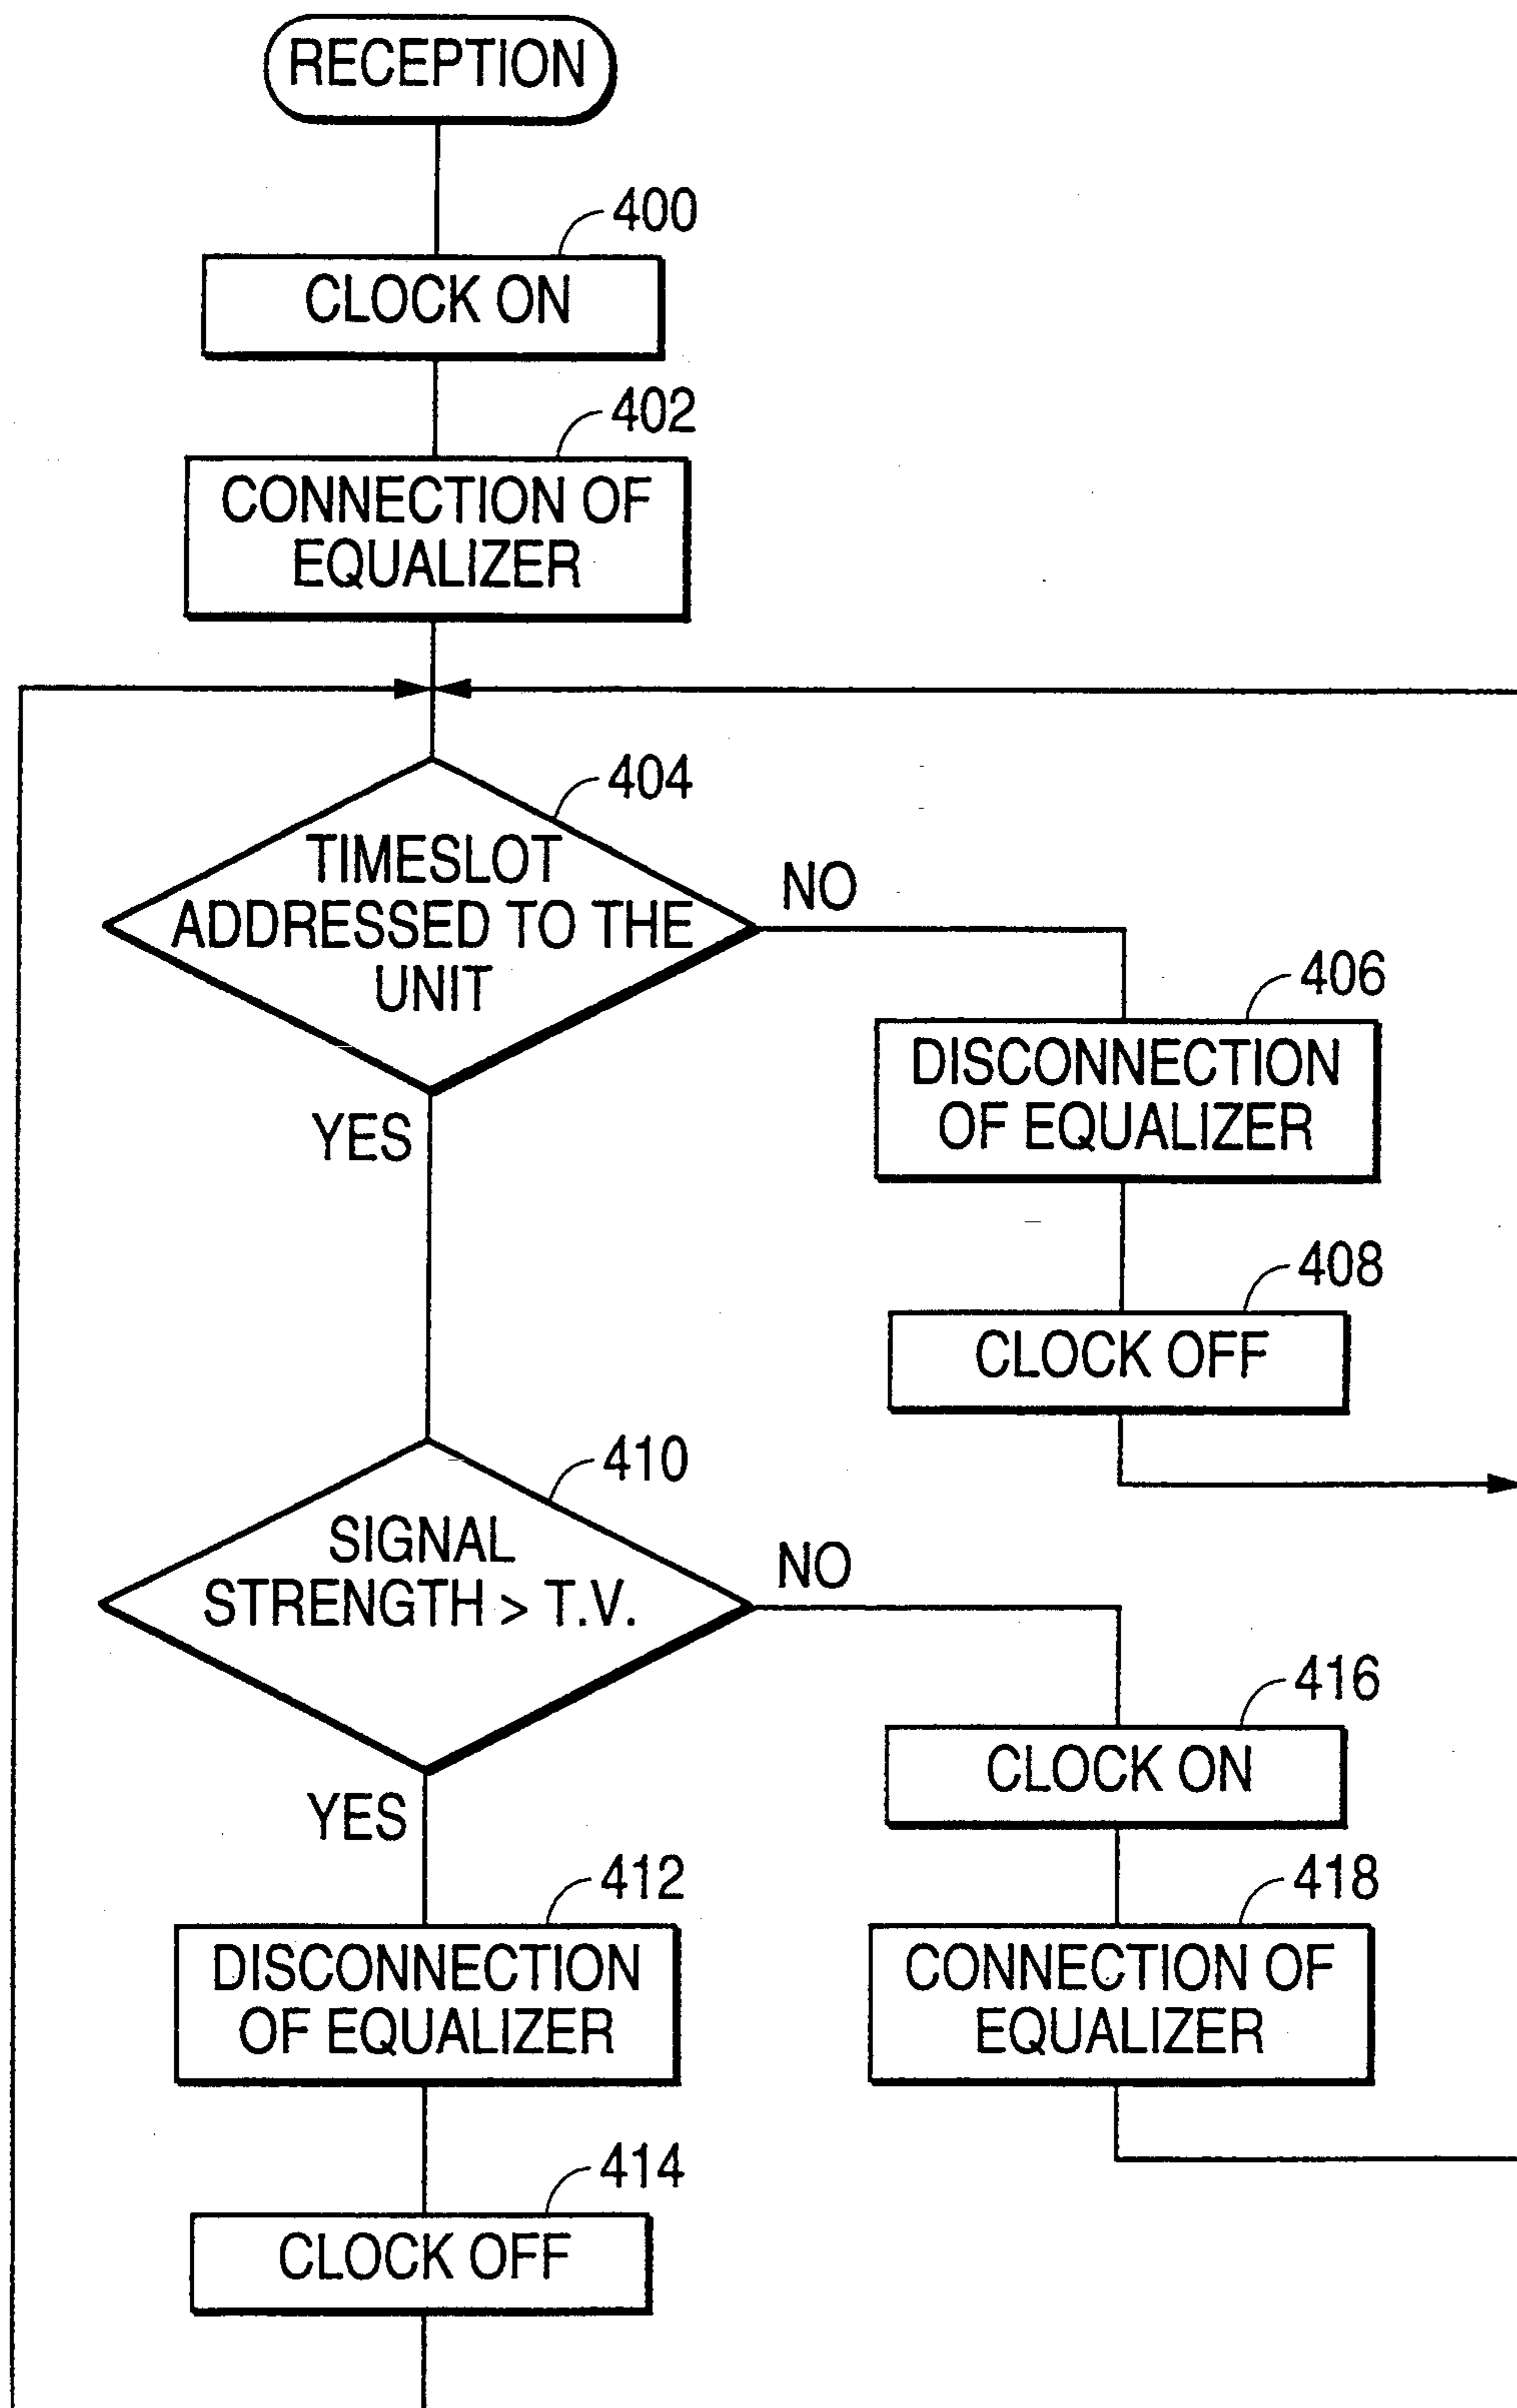 RECEPTION
400
CLOCK ON
402
CONNECTION OF
EQUALIZER
404
TIMESLOT
ADDRESSED TO THE
UNIT
NO
YES
406
DISCONNECTION
OF EQUALIZER
408
CLOCK OFF
410
SIGNAL
STRENGTH > T.V.
NO
YES
416
CLOCK ON
412
DISCONNECTION
OF EQUALIZER
418
CONNECTION OF
EQUALIZER
414
CLOCK OFF